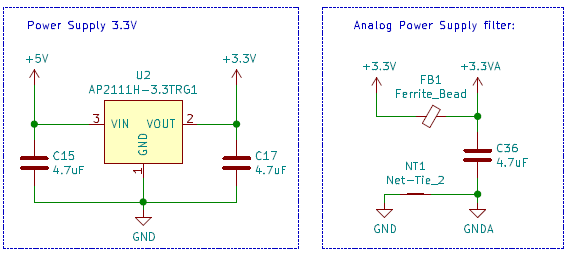 Power Supply 3.3V
+5V
U2
AP2111H-3.3TRG1
+3.3V
3
VIN
VOUT
2
GND
1
C15
4.7uF
C17
4.7uF
GND
Analog Power Supply filter:
+3.3V
+3.3VA
FB1
Ferrite_Bead
C36
4.7uF
NT1
Net-Tie_2
GND
GNDA